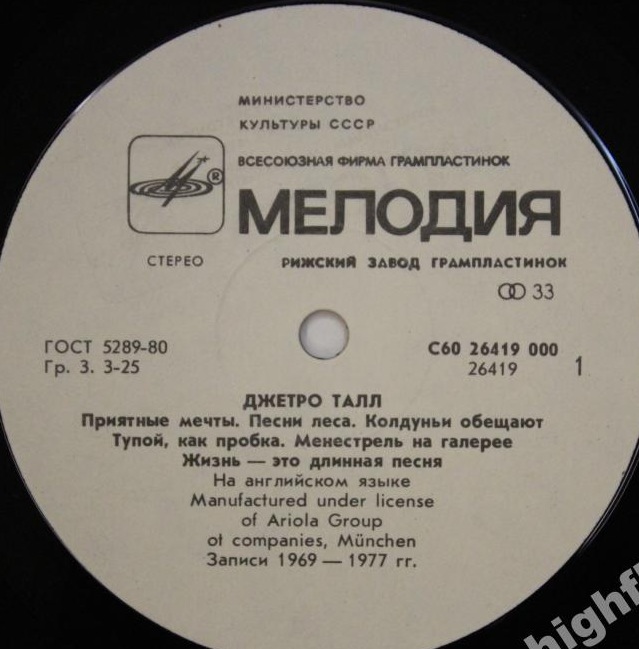 МИНИСТЕРСТВО
КУЛЬТУРЫ СССР
ВСЕСОЮЗНАЯ ФИРМА ГРАМПЛАСТИНОК
®
МЕЛОДИЯ
СТЕРЕО
РИЖСКИЙ ЗАВОД ГРАМПЛАСТИНОК
33
ГОСТ 5289-80
Гр. 3. 3-25
С60 26419 000
26419 1
ДЖЕТРО ТАЛЛ
Приятные мечты. Песни леса. Колдуньи обещают
Тупой, как пробка. Менестрель на галерее
Жизнь — это длинная песня
На английском языке
Manufactured under license
of Ariola Group
of companies, München
Записи 1969 — 1977 гг.